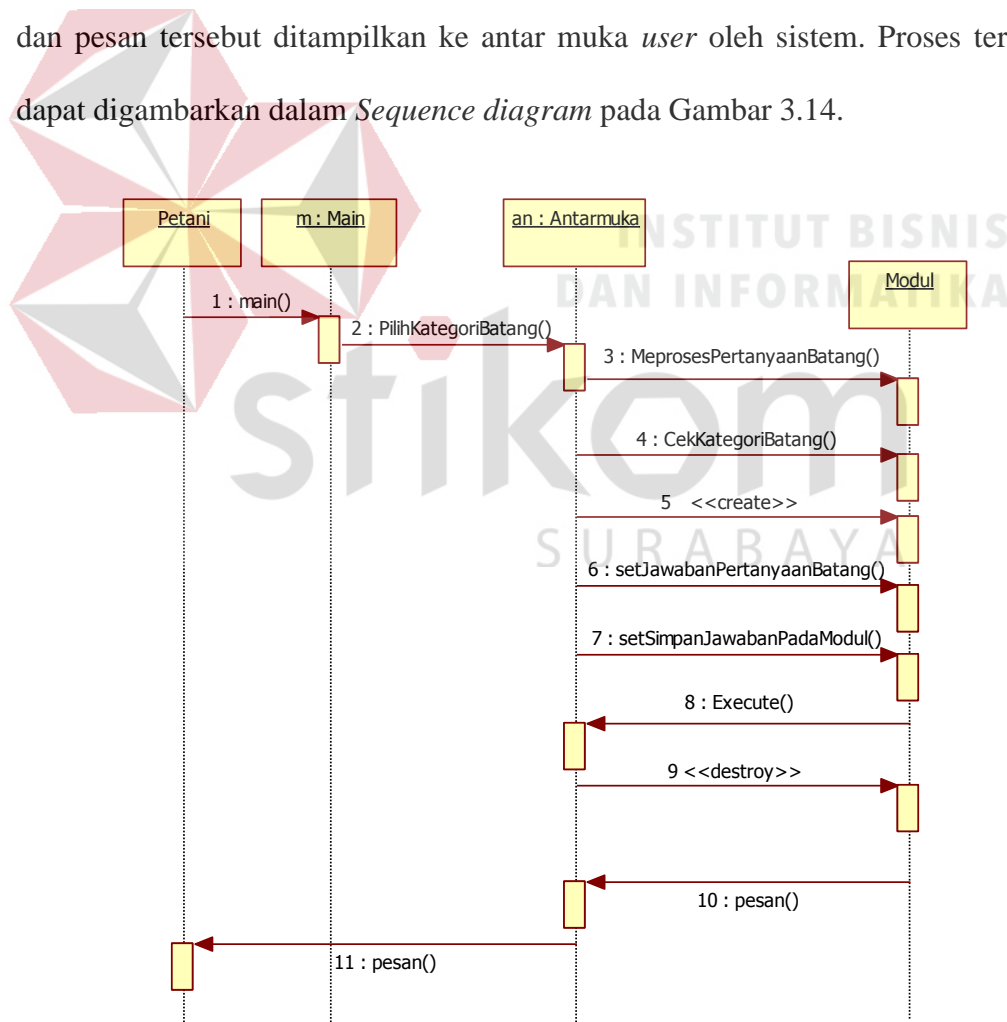 dan pesan tersebut ditampilkan ke antar muka user oleh sistem. Proses ter
dapat digambarkan dalam Sequence diagram pada Gambar 3.14.
Petani
m : Main
an : Antarmuka
INSTITUT BISNIS
DAN INFORMATIKA
Modul
1 : main()
2 : PilihKategoriBatang()
3 : MeprosesPertanyaanBatang()
stikom
4 : CekKategoriBatang()
5 <<create>>
SURABAYA
6 : setJawabanPertanyaanBatang()
7 : setSimpanJawabanPadaModul()
8 : Execute()
9 <<destroy>>
10 : pesan()
11 : pesan()